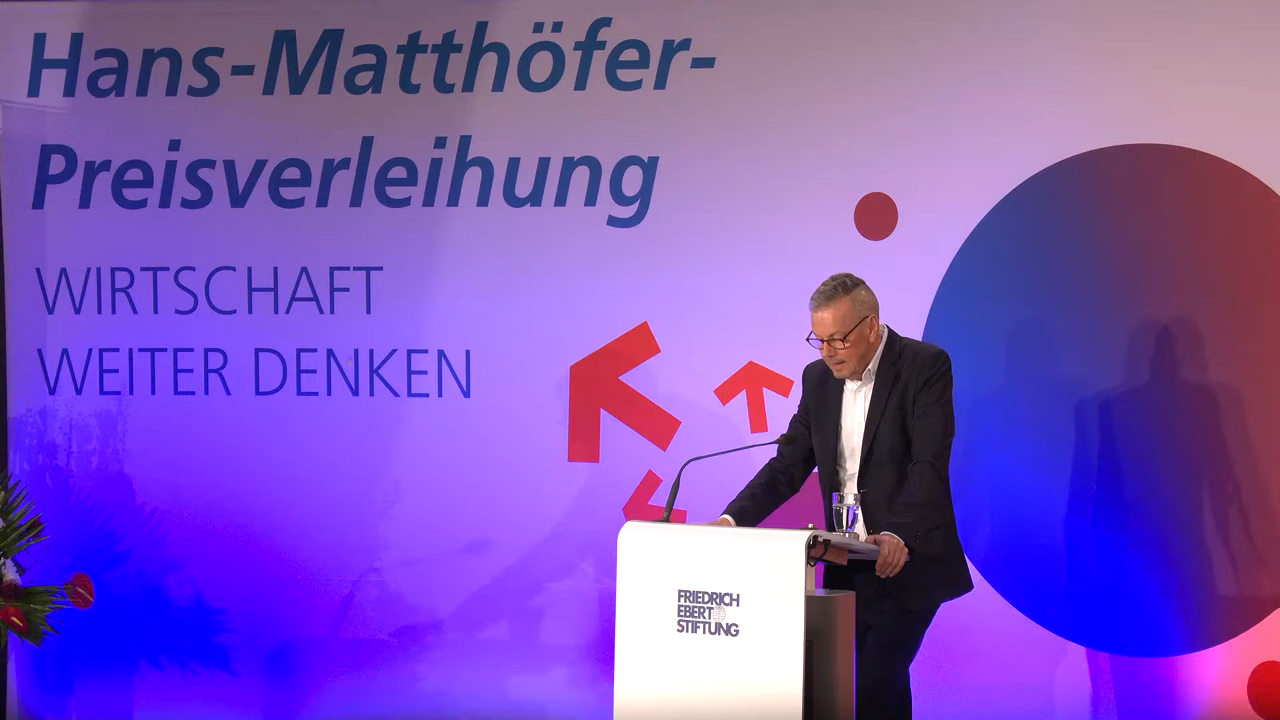 Hans-Matthöfer-
Preisverleihung
WIRTSCHAFT
WEITER DENKEN
FRIEDRICH
EBERT
STIFTUNG